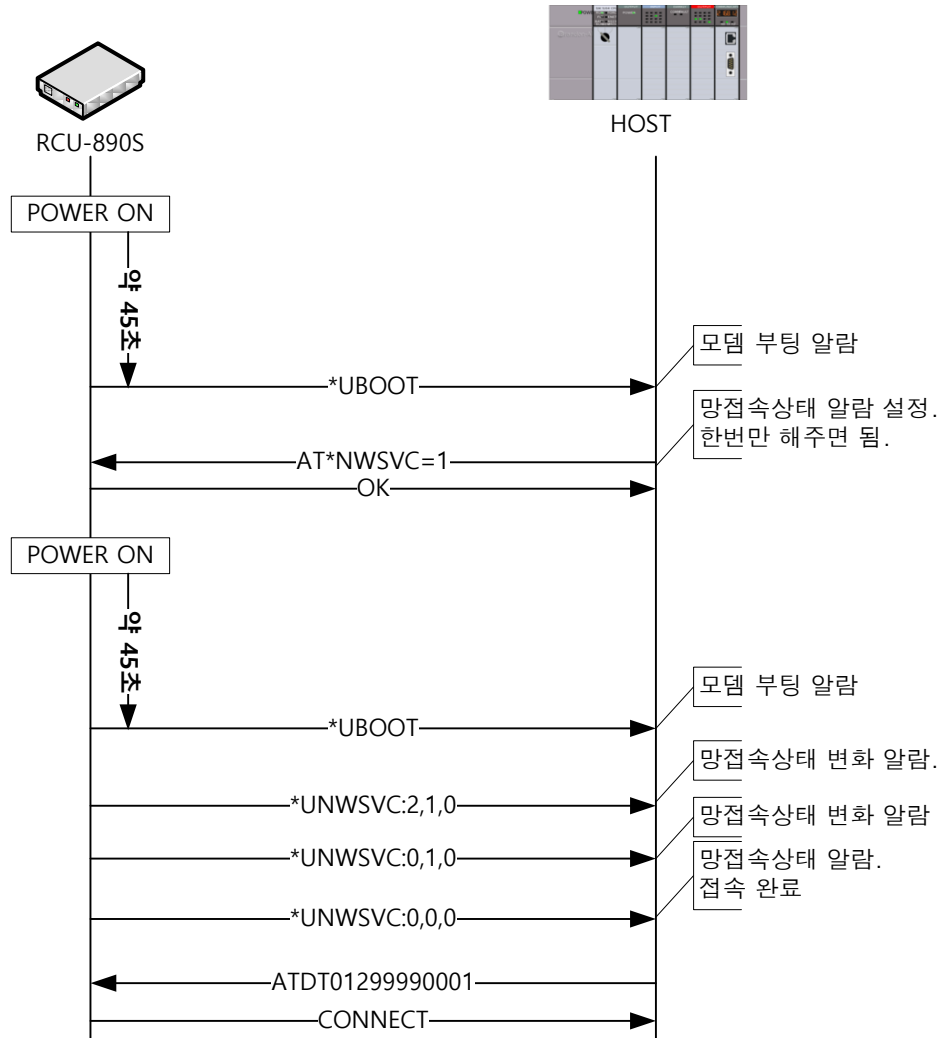 RCU-890S
HOST
POWER ON
약 45초
*UBOOT
모뎀 부팅 알람
망접속상태 알람 설정.
한번만 해주면 됨.
AT*NWSVC=1
OK
POWER ON
약 45초
*UBOOT
모뎀 부팅 알람
망접속상태 변화 알람.
*UNWSVC:2,1,0
망접속상태 변화 알람
*UNWSVC:0,1,0
망접속상태 알람.
접속 완료
*UNWSVC:0,0,0
ATDT01299990001
CONNECT